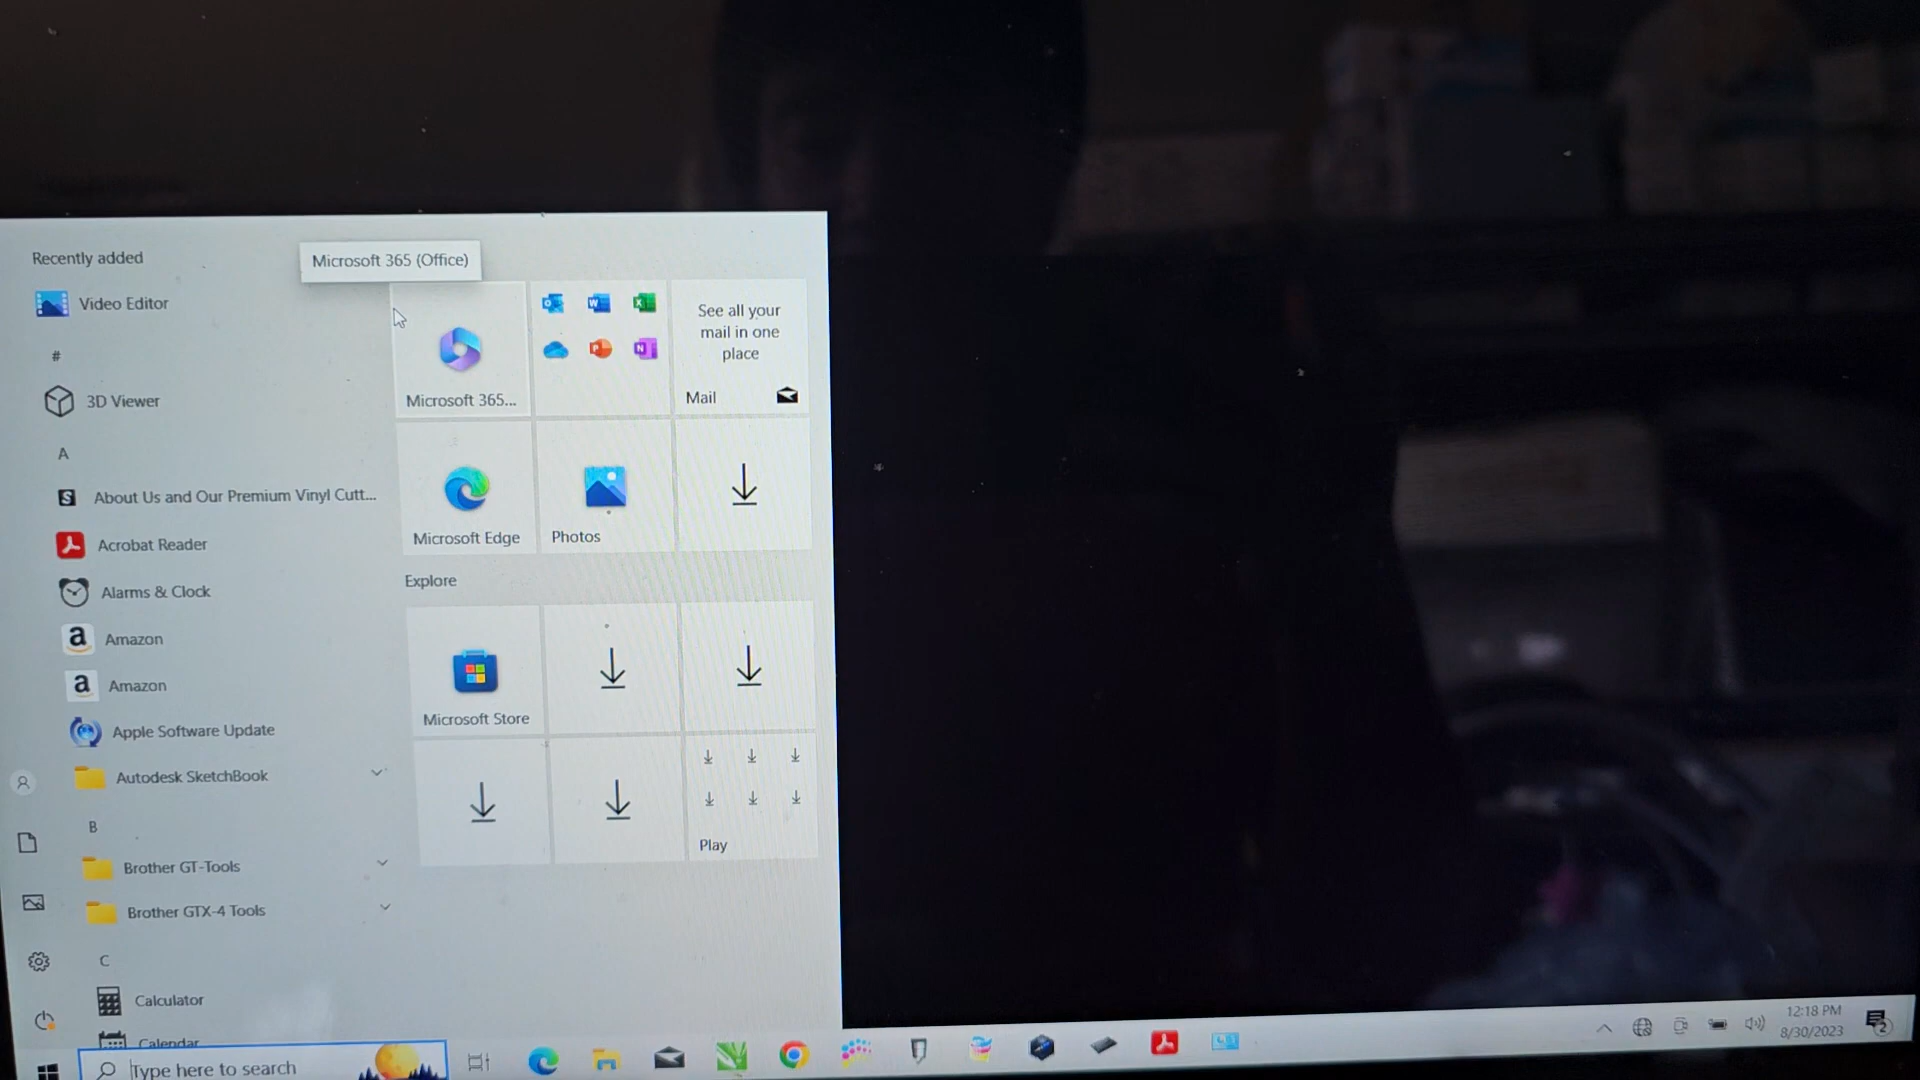 Recently added
Microsoft 365 (Office)
Video Editor
#
3D Viewer
A
About Us and Our Premium Vinyl Cutt...
Acrobat Reader
Alarms & Clock
a Amazon
a Amazon
Apple Software Update
Autodesk SketchBook
B
Brother GT-Tools
Brother GTX-4 Tools
C
Calculator
Calendar
Microsoft 365...
See all your
mail in one
place
Mail
Microsoft Edge
Photos
Explore
Microsoft Store
Play
Type here to search
12:18 PM
8/30/2023
2